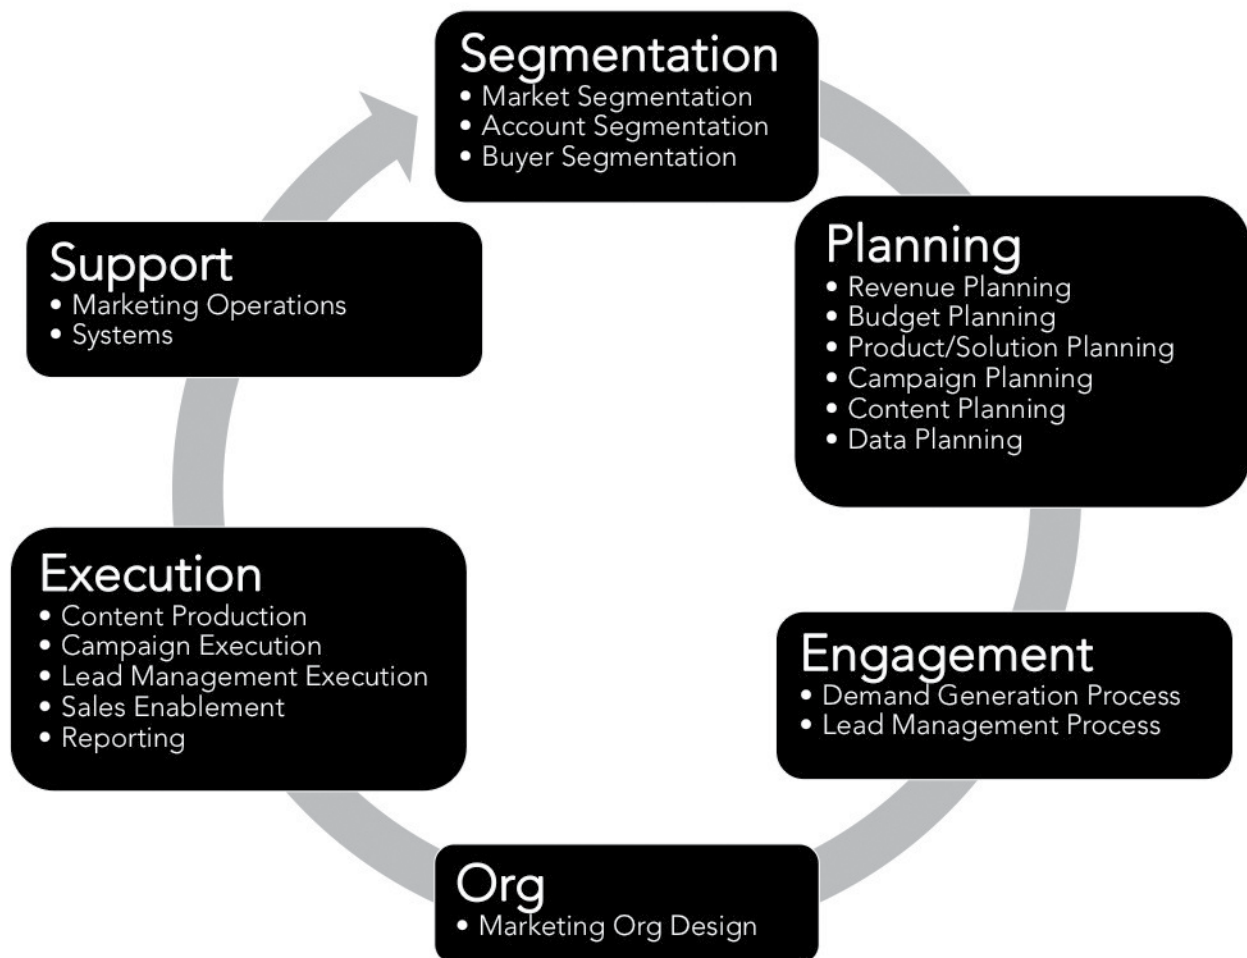 Segmentation
• Market Segmentation
• Account Segmentation
• Buyer Segmentation
Planning
• Revenue Planning
• Budget Planning
• Product/Solution Planning
• Campaign Planning
• Content Planning
• Data Planning
Engagement
• Demand Generation Process
• Lead Management Process
Org
• Marketing Org Design
Execution
• Content Production
• Campaign Execution
• Lead Management Execution
• Sales Enablement
• Reporting
Support
• Marketing Operations
• Systems